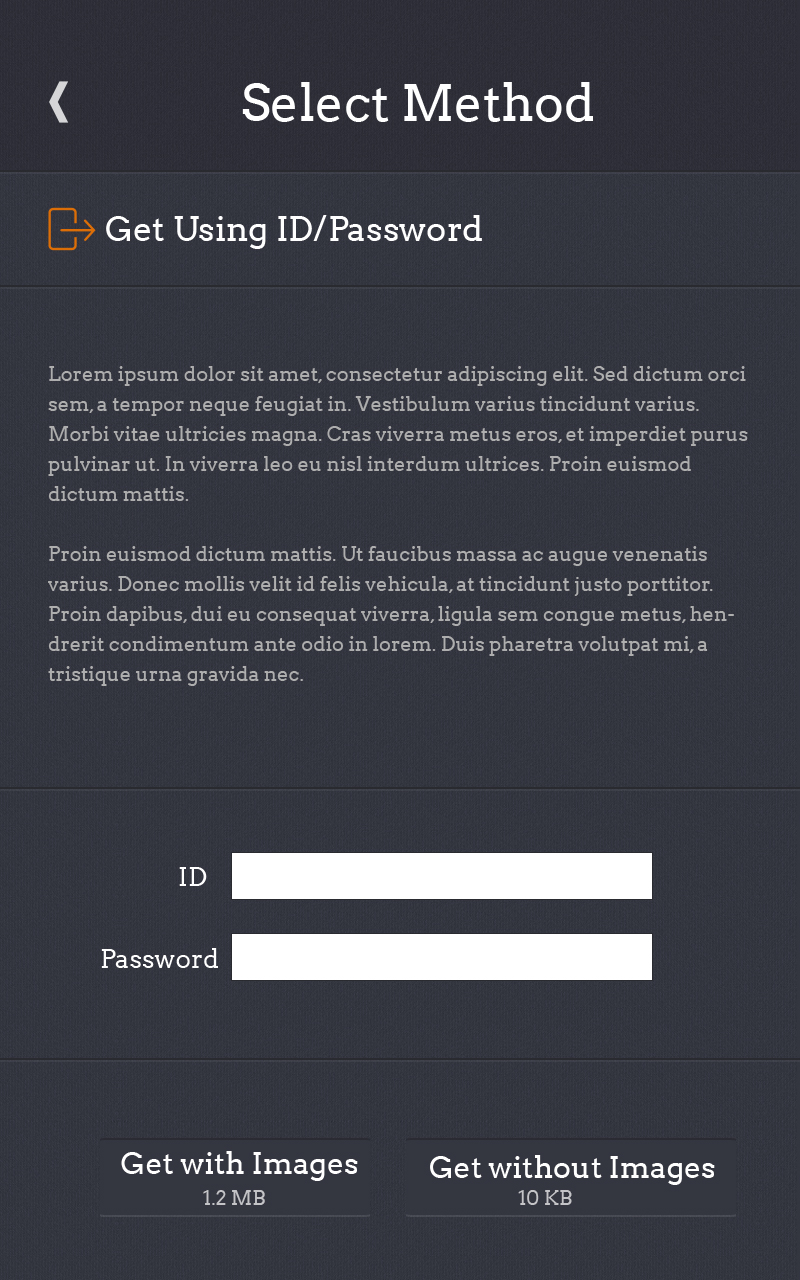 Select Method
Get Using ID/Password
Lorem ipsum dolor sit amet, consectetur adipiscing elit. Sed dictum orci
sem, a tempor neque feugiat in. Vestibulum varius tincidunt varius.
Morbi vitae ultricies magna. Cras viverra metus eros, et imperdiet purus
pulvinar ut. In viverra leo eu nisl interdum ultrices. Proin euismod
dictum mattis.
Proin euismod dictum mattis. Ut faucibus massa ac augue venenatis
varius. Donec mollis velit id felis vehicula, at tincidunt justo porttitor.
Proin dapibus, dui eu consequat viverra, ligula sem congue metus, hen-
drerit condimentum ante odio in lorem. Duis pharetra volutpat mi, a
tristique urna gravida nec.
ID
Password
Get with Images
1.2 MB
Get without Images
10 KB